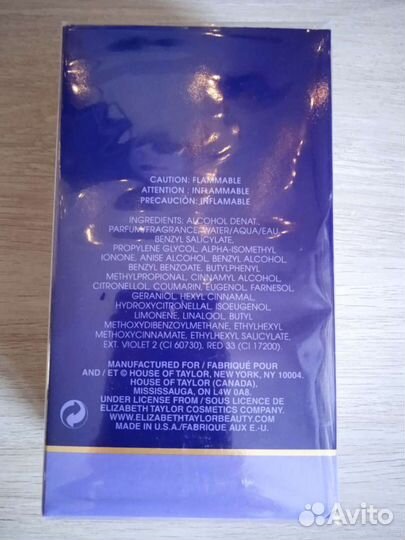 CAUTION: FLAMMABLE
ATTENTION : INFLAMMABLE
PRECAUCIÓN: INFLAMABLE
INGREDIENTS: ALCOHOL DENAT.,
PARFUM/FRAGRANCE, WATER/AQUA/EAU,
BENZYL SALICYLATE,
PROPYLENE GLYCOL, ALPHA-ISOMETHYL
IONONE, ANISE ALCOHOL, BENZYL ALCOHOL,
BENZYL BENZOATE, BUTYLPHENYL
METHYLPROPIONAL, CINNAMYL ALCOHOL,
CITRONELLOL, COUMARIN, EUGENOL, FARNESOL,
GERANIOL, HEXYL CINNAMAL,
HYDROXYCITRONELLAL, ISOEUGENOL,
LIMONENE, LINALOOL, BUTYL
METHOXYDIBENZOYLMETHANE, ETHYLHEXYL
METHOXYCINNAMATE, ETHYLHEXYL SALICYLATE,
EXT. VIOLET 2 (CI 60730), RED 33 (CI 17200).
MANUFACTURED FOR / FABRIQUÉ POUR
AND / ET © HOUSE OF TAYLOR, NEW YORK, NY 10004.
HOUSE OF TAYLOR (CANADA),
MISSISSAUGA, ON L4W 0A8.
UNDER LICENSE FROM / SOUS LICENCE DE
ELIZABETH TAYLOR COSMETICS COMPANY.
WWW.ELIZABETHTAYLORBEAUTY.COM
MADE IN U.S.A./FABRIQUE AUX E.-U.
Avito